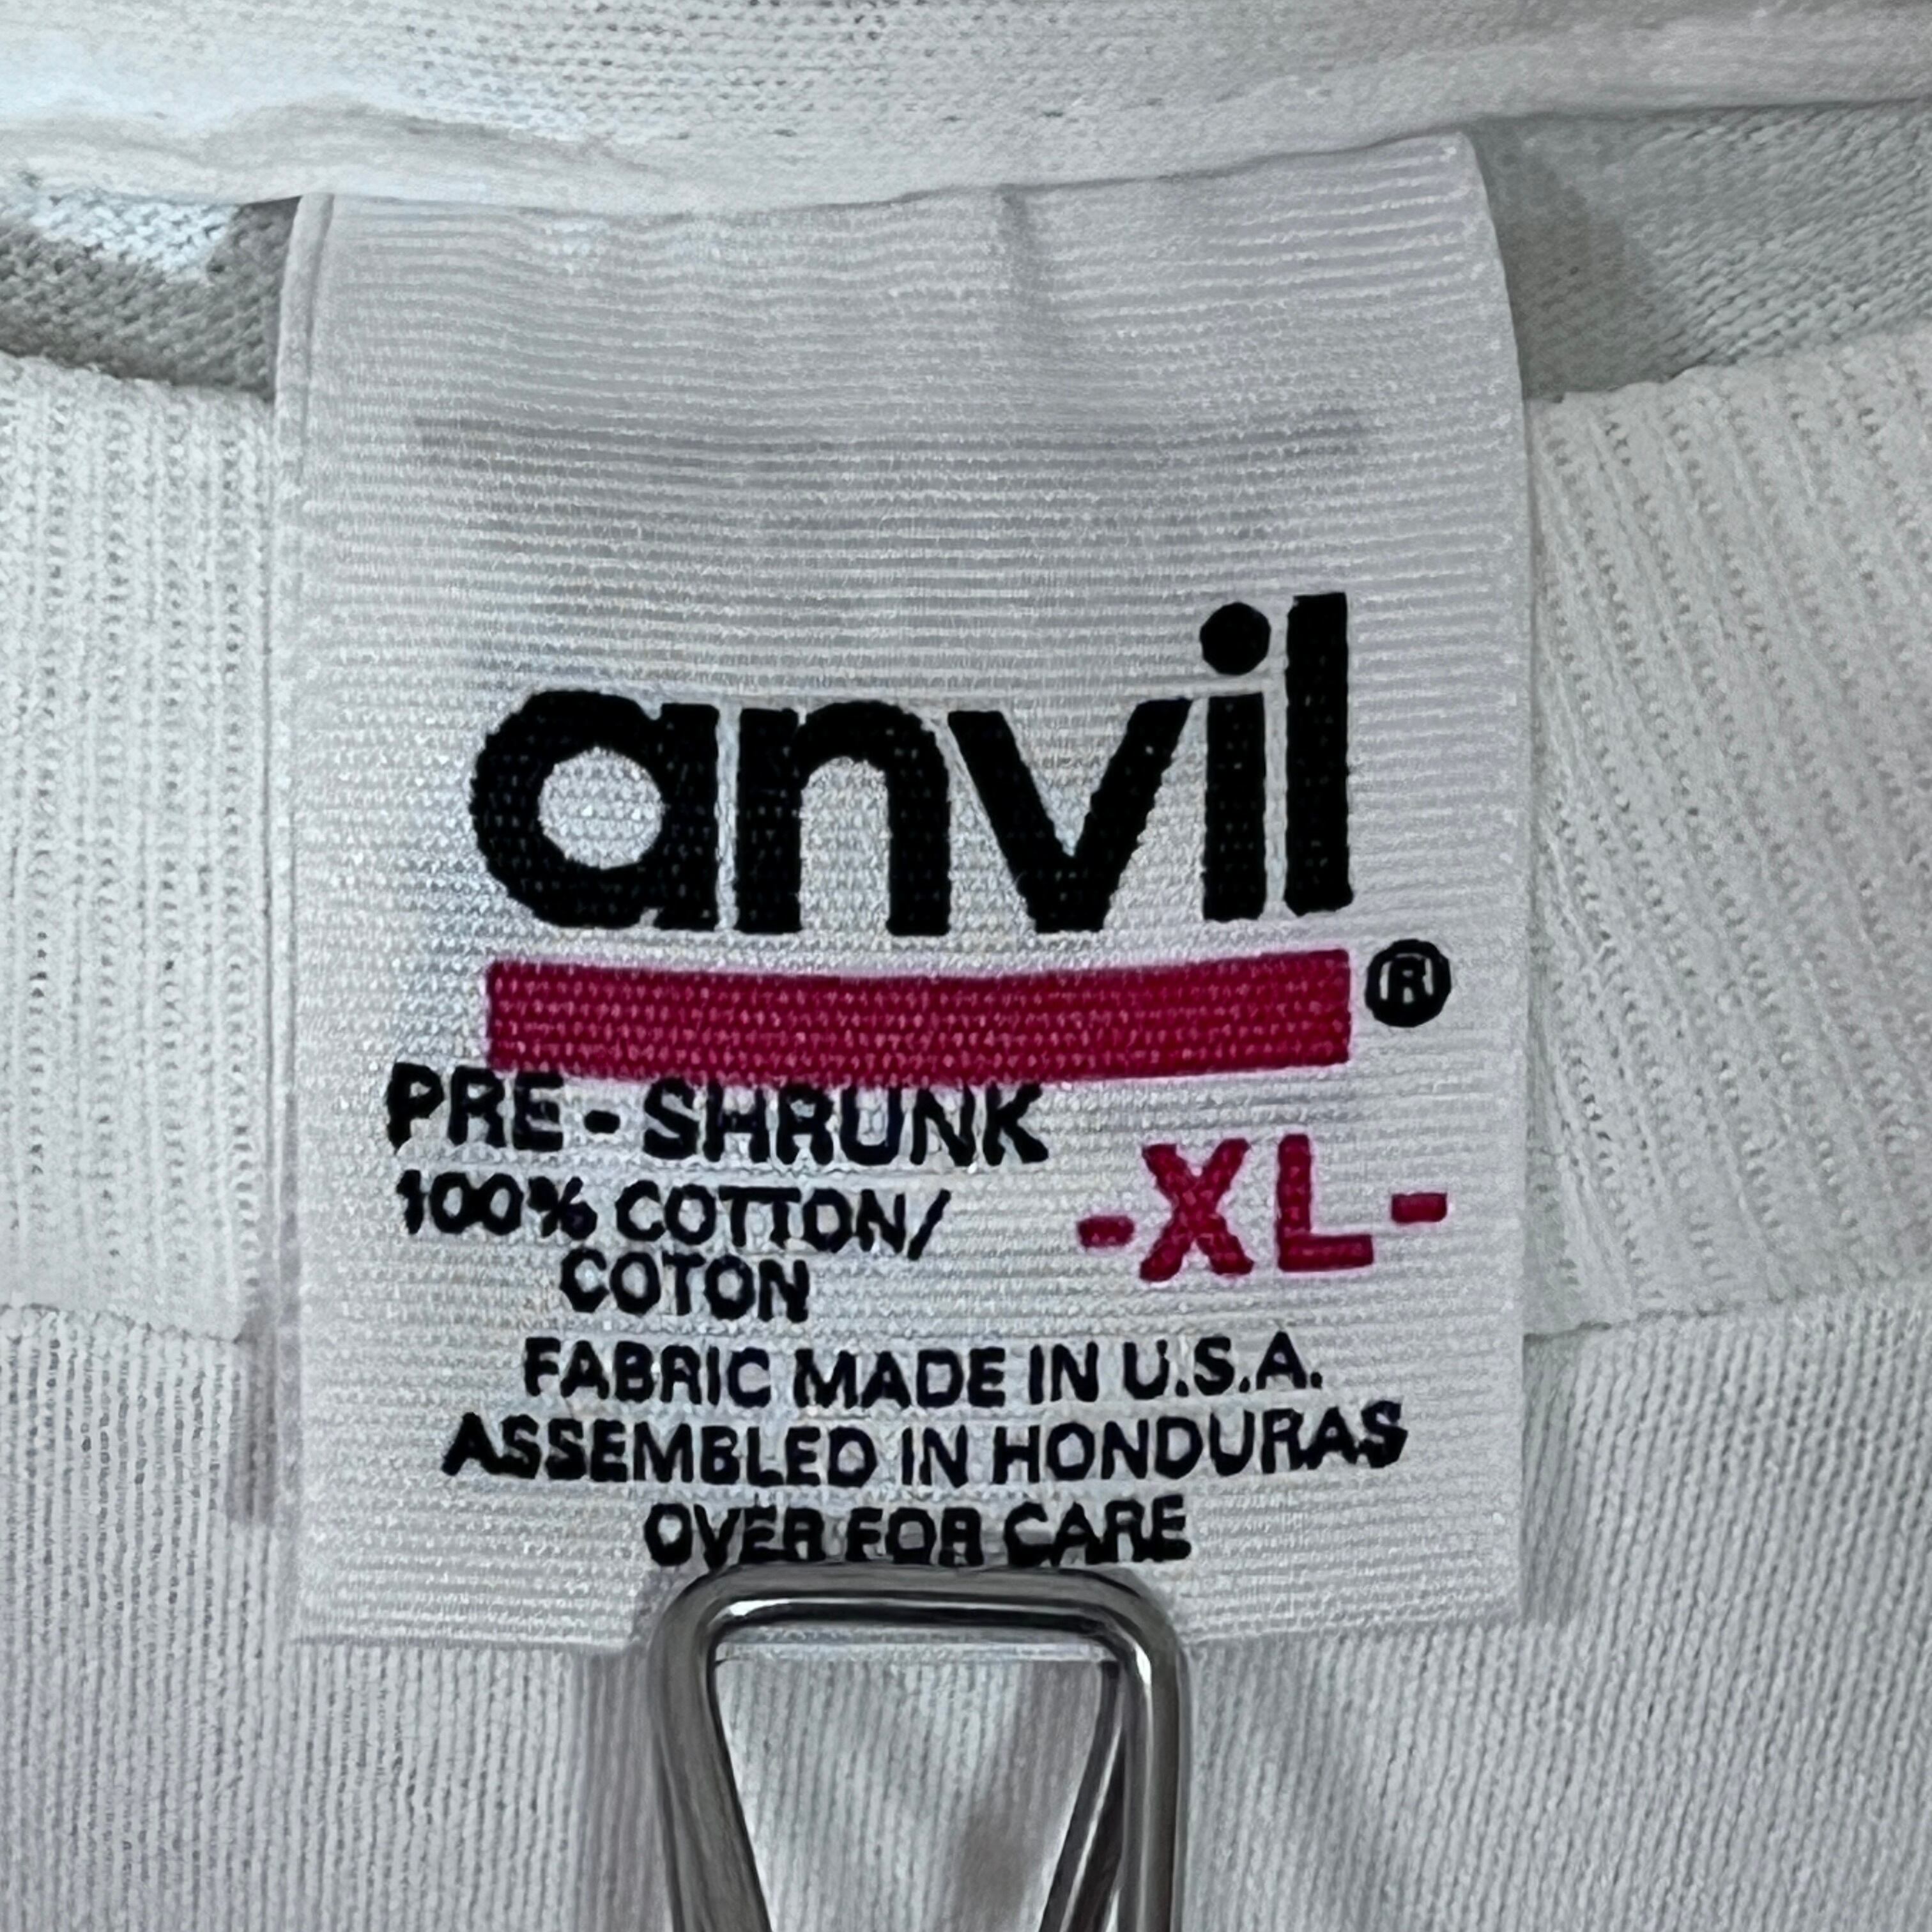 anvil
®
PRE-SHRUNK
100% COTTON/
COTON
-XL-
FABRIC MADE IN U.S.A.
ASSEMBLED IN HONDURAS
OVER FOR CARE